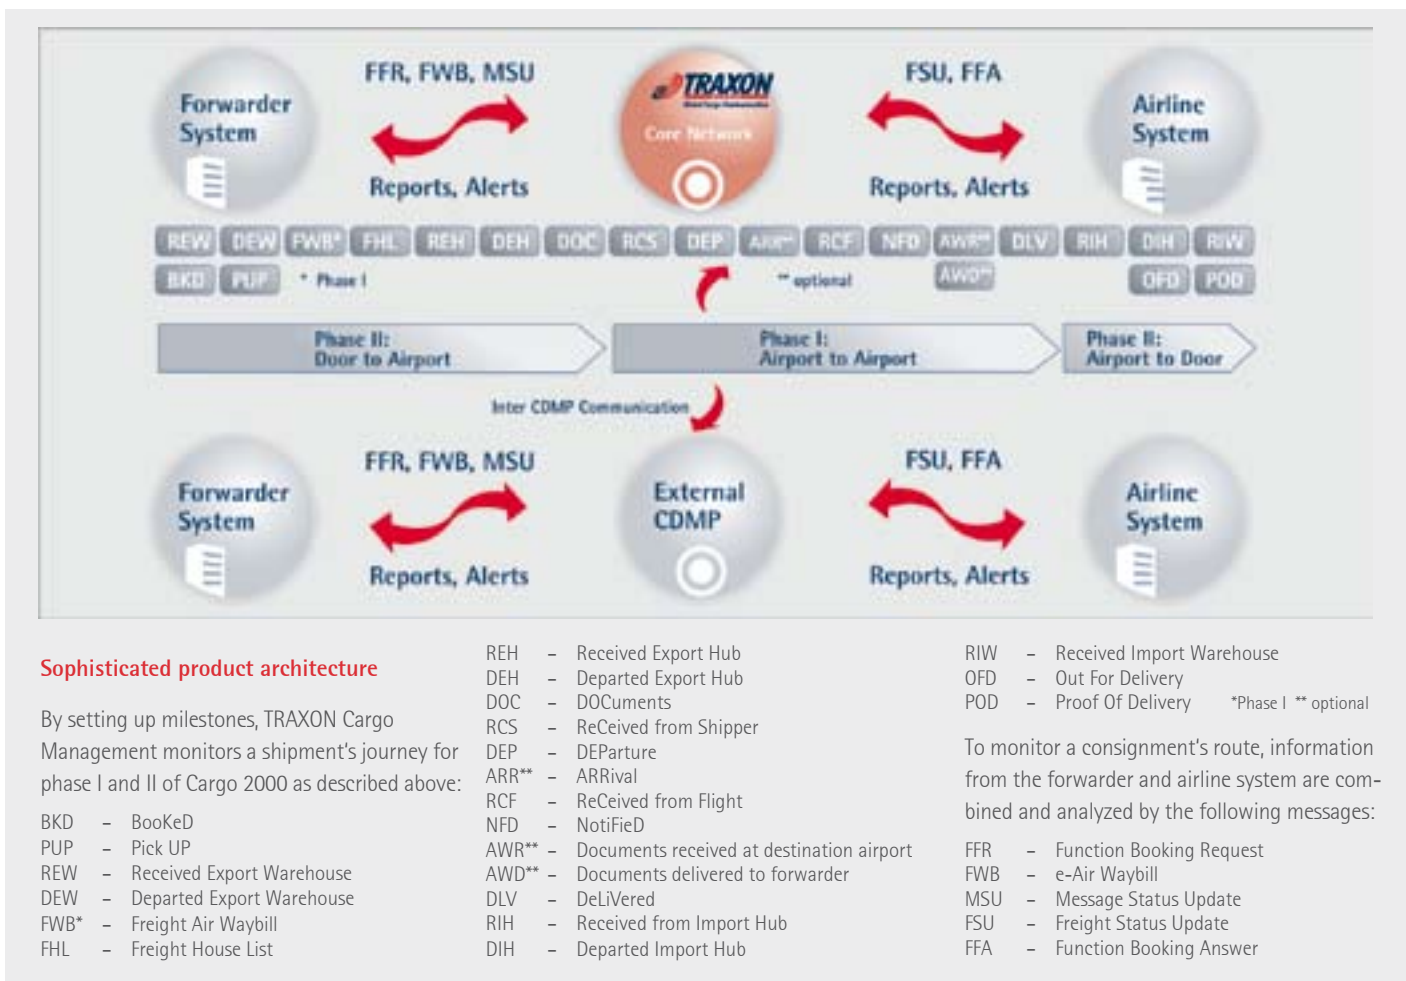 FFR, FWB, MSU
FSU, FFA
TRAXON
Global Cargo Communication
Core Network
Forwarder
System
Airline
System
Reports, Alerts
Reports, Alerts
REW DEW FWB* FHL REH DEH DOC RCS DEP ARR** RCF NFD AWR** DLV RIH DIH RIW
BKD PUP * Phase I ** optional AWD** OFD POD
Phase II:
Door to Airport
Phase I:
Airport to Airport
Phase II:
Airport to Door
Inter CDMP Communication
FFR, FWB, MSU
FSU, FFA
Forwarder
System
External
CDMP
Airline
System
Reports, Alerts
Reports, Alerts
Sophisticated product architecture
By setting up milestones, TRAXON Cargo
Management monitors a shipment's journey for
phase I and II of Cargo 2000 as described above:
BKD – BooKeD
PUP – Pick UP
REW – Received Export Warehouse
DEW – Departed Export Warehouse
FWB* – Freight Air Waybill
FHL – Freight House List
REH – Received Export Hub
DEH – Departed Export Hub
DOC – DOCuments
RCS – ReCeived from Shipper
DEP – DEParture
ARR** – ARRival
RCF – ReCeived from Flight
NFD – NotiFieD
AWR** – Documents received at destination airport
AWD** – Documents delivered to forwarder
DLV – DeLiVered
RIH – Received from Import Hub
DIH – Departed Import Hub
RIW – Received Import Warehouse
OFD – Out For Delivery
POD – Proof Of Delivery *Phase I ** optional
To monitor a consignment's route, information
from the forwarder and airline system are com-
bined and analyzed by the following messages:
FFR – Function Booking Request
FWB – e-Air Waybill
MSU – Message Status Update
FSU – Freight Status Update
FFA – Function Booking Answer